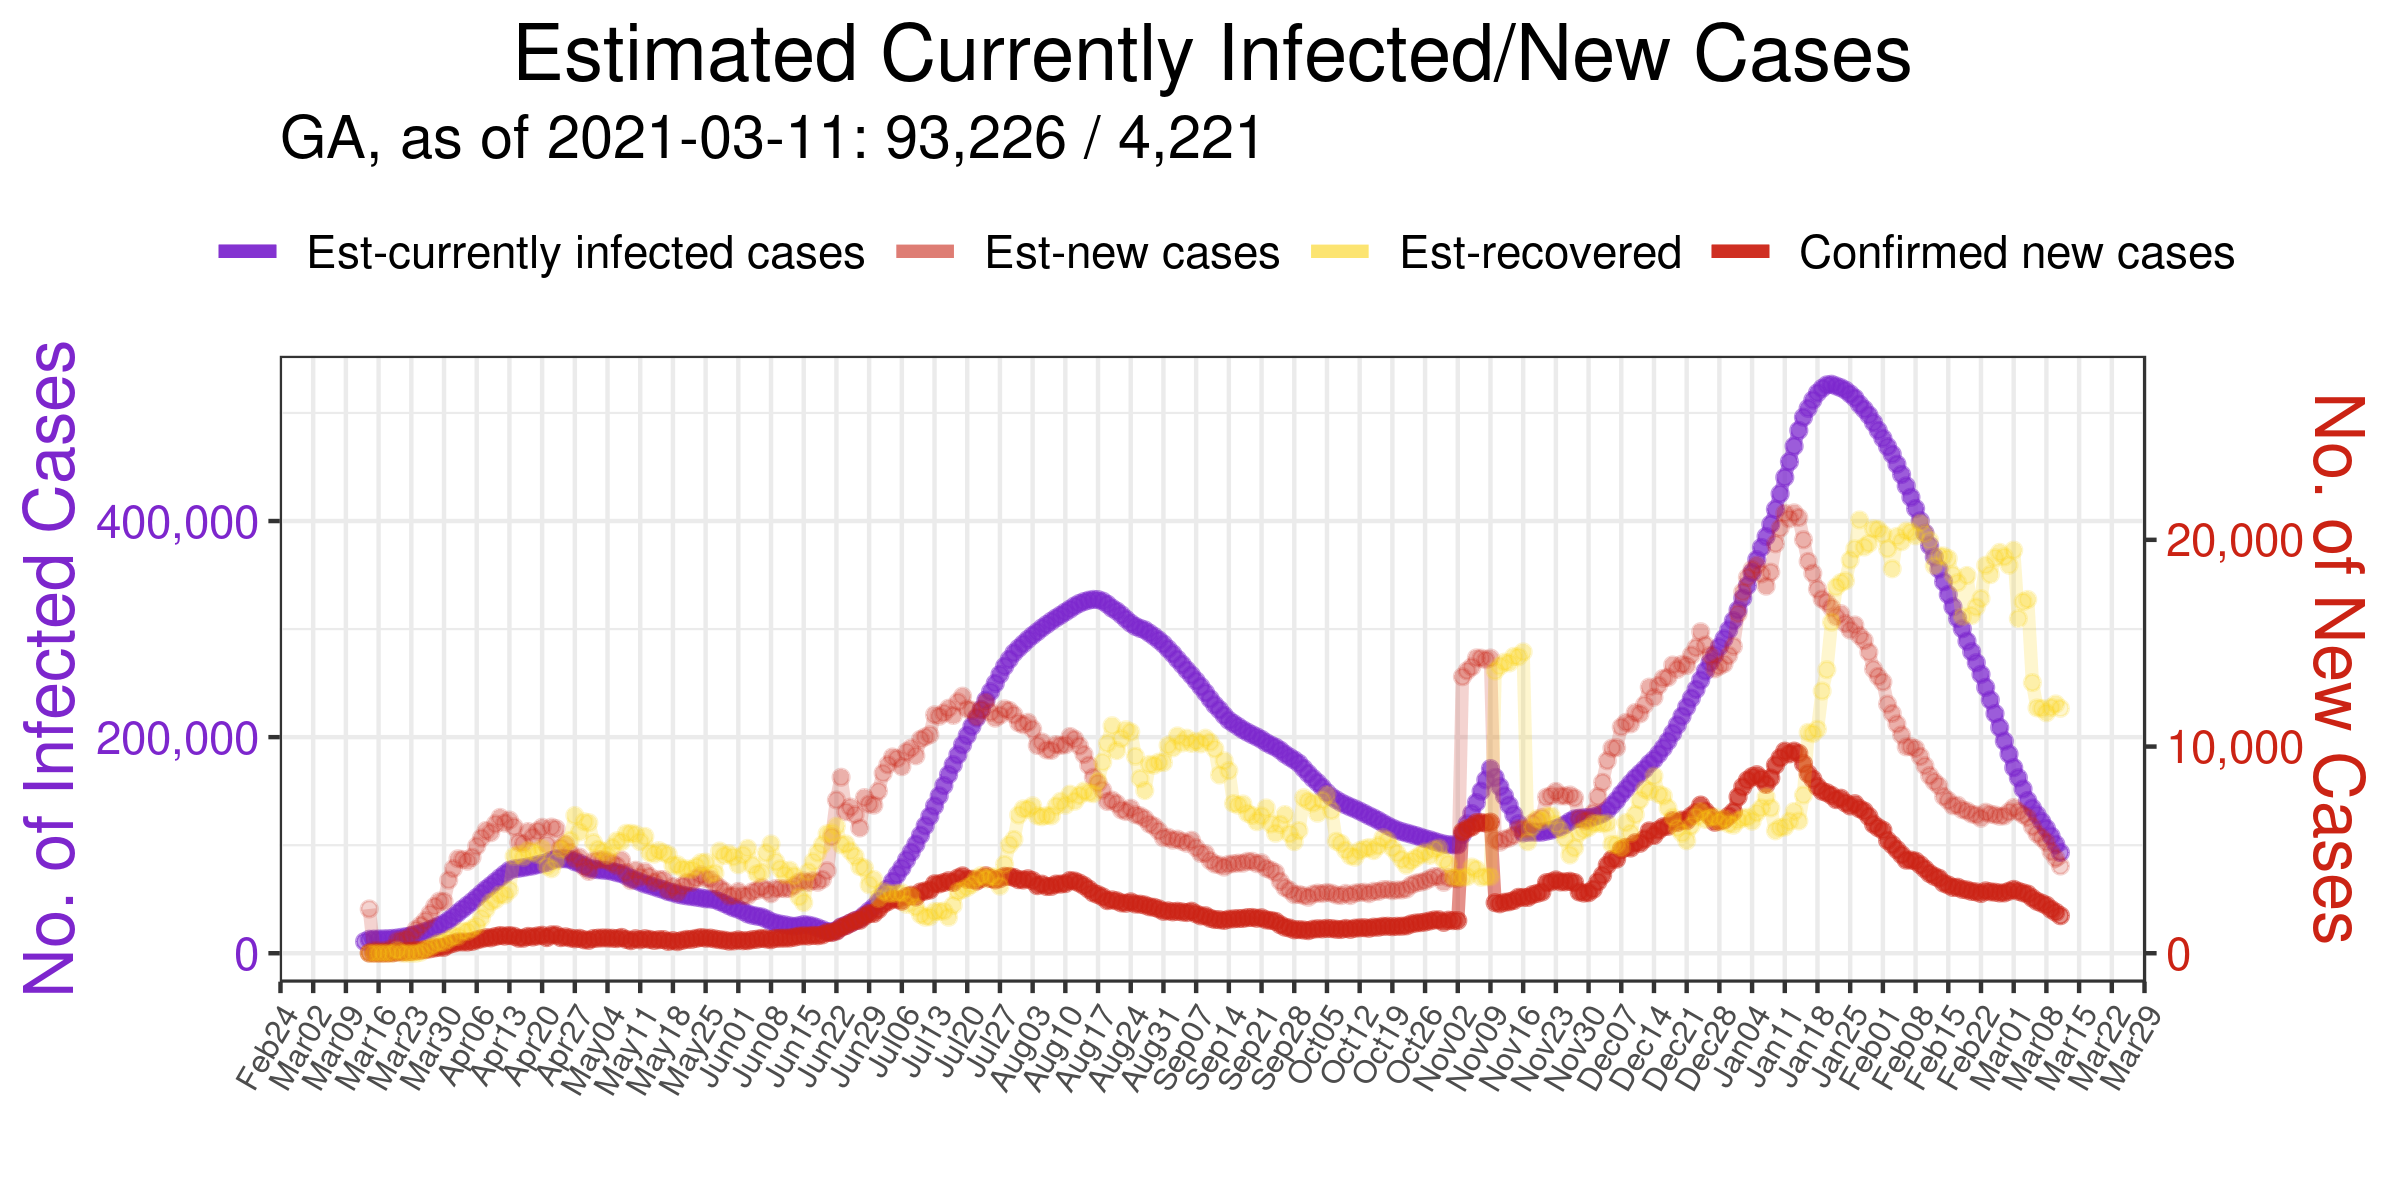 Estimated Currently Infected/New Cases
GA, as of 2021-03-11: 93,226 / 4,221
Est-currently infected cases
Est-new cases
Est-recovered
Confirmed new cases
No. of Infected Cases
400,000
200,000
0
20,000
10,000
0
No. of New Cases
Feb24
Mar02
Mar09
Mar16
Mar23
Mar30
Apr06
Apr13
Apr20
Apr27
May04
May11
May18
May25
Jun01
Jun08
Jun15
Jun22
Jun29
Jul06
Jul13
Jul20
Jul27
Aug03
Aug10
Aug17
Aug24
Aug31
Sep07
Sep14
Sep21
Sep28
Oct05
Oct12
Oct19
Oct26
Nov02
Nov09
Nov16
Nov23
Nov30
Dec07
Dec14
Dec21
Dec28
Jan04
Jan11
Jan18
Jan25
Feb01
Feb08
Feb15
Feb22
Mar01
Mar08
Mar15
Mar22
Mar29